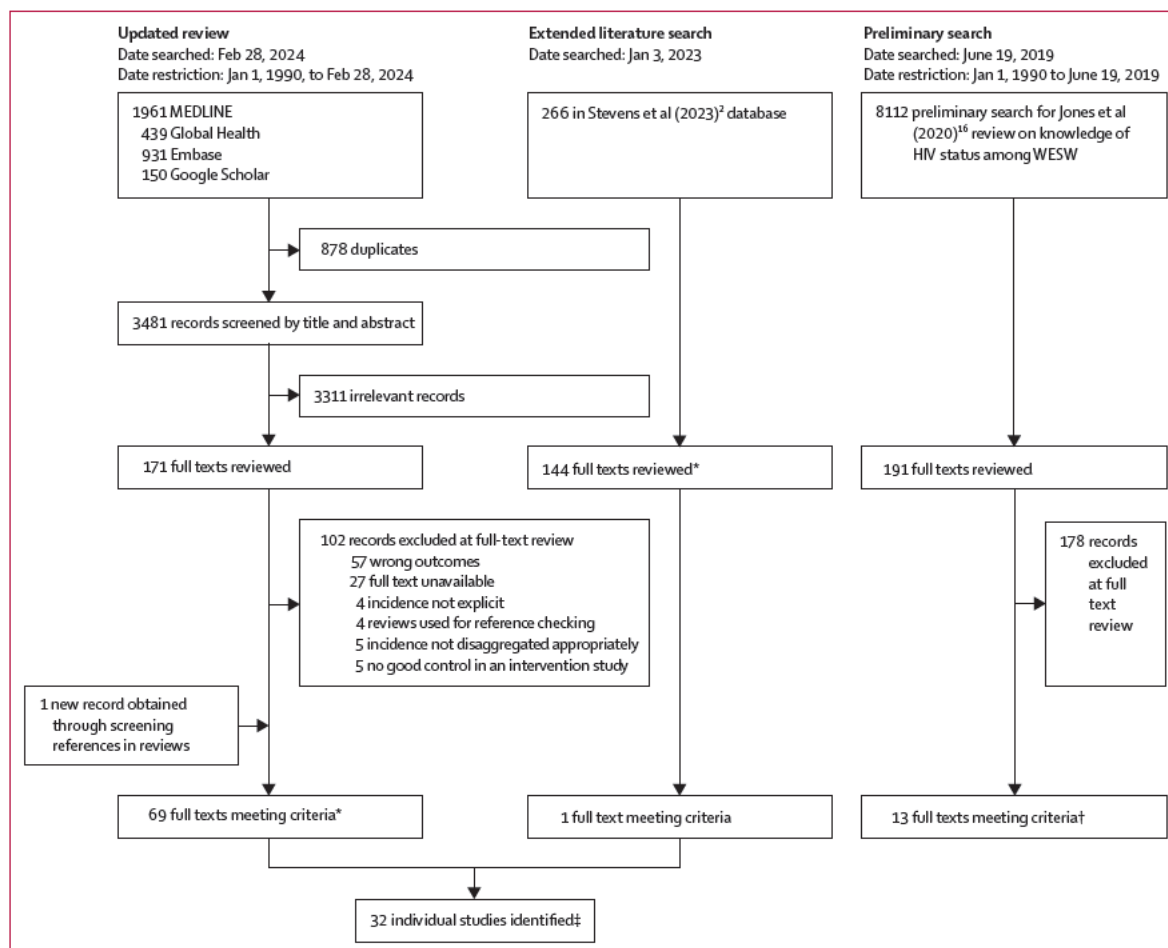 Updated review
Date searched: Feb 28, 2024
Date restriction: Jan 1, 1990, to Feb 28, 2024
Extended literature search
Date searched: Jan 3, 2023
Preliminary search
Date searched: June 19, 2019
Date restriction: Jan 1, 1990 to June 19, 2019
1961 MEDLINE
439 Global Health
931 Embase
150 Google Scholar
266 in Stevens et al (2023)² database
8112 preliminary search for Jones et al
(2020)¹⁶ review on knowledge of
HIV status among WESW
878 duplicates
3481 records screened by title and abstract
3311 irrelevant records
171 full texts reviewed
144 full texts reviewed*
191 full texts reviewed
102 records excluded at full-text review
57 wrong outcomes
27 full text unavailable
4 incidence not explicit
4 reviews used for reference checking
5 incidence not disaggregated appropriately
5 no good control in an intervention study
178 records
excluded
at full
text
review
1 new record obtained
through screening
references in reviews
69 full texts meeting criteria*
1 full text meeting criteria
13 full texts meeting criteria†
32 individual studies identified‡